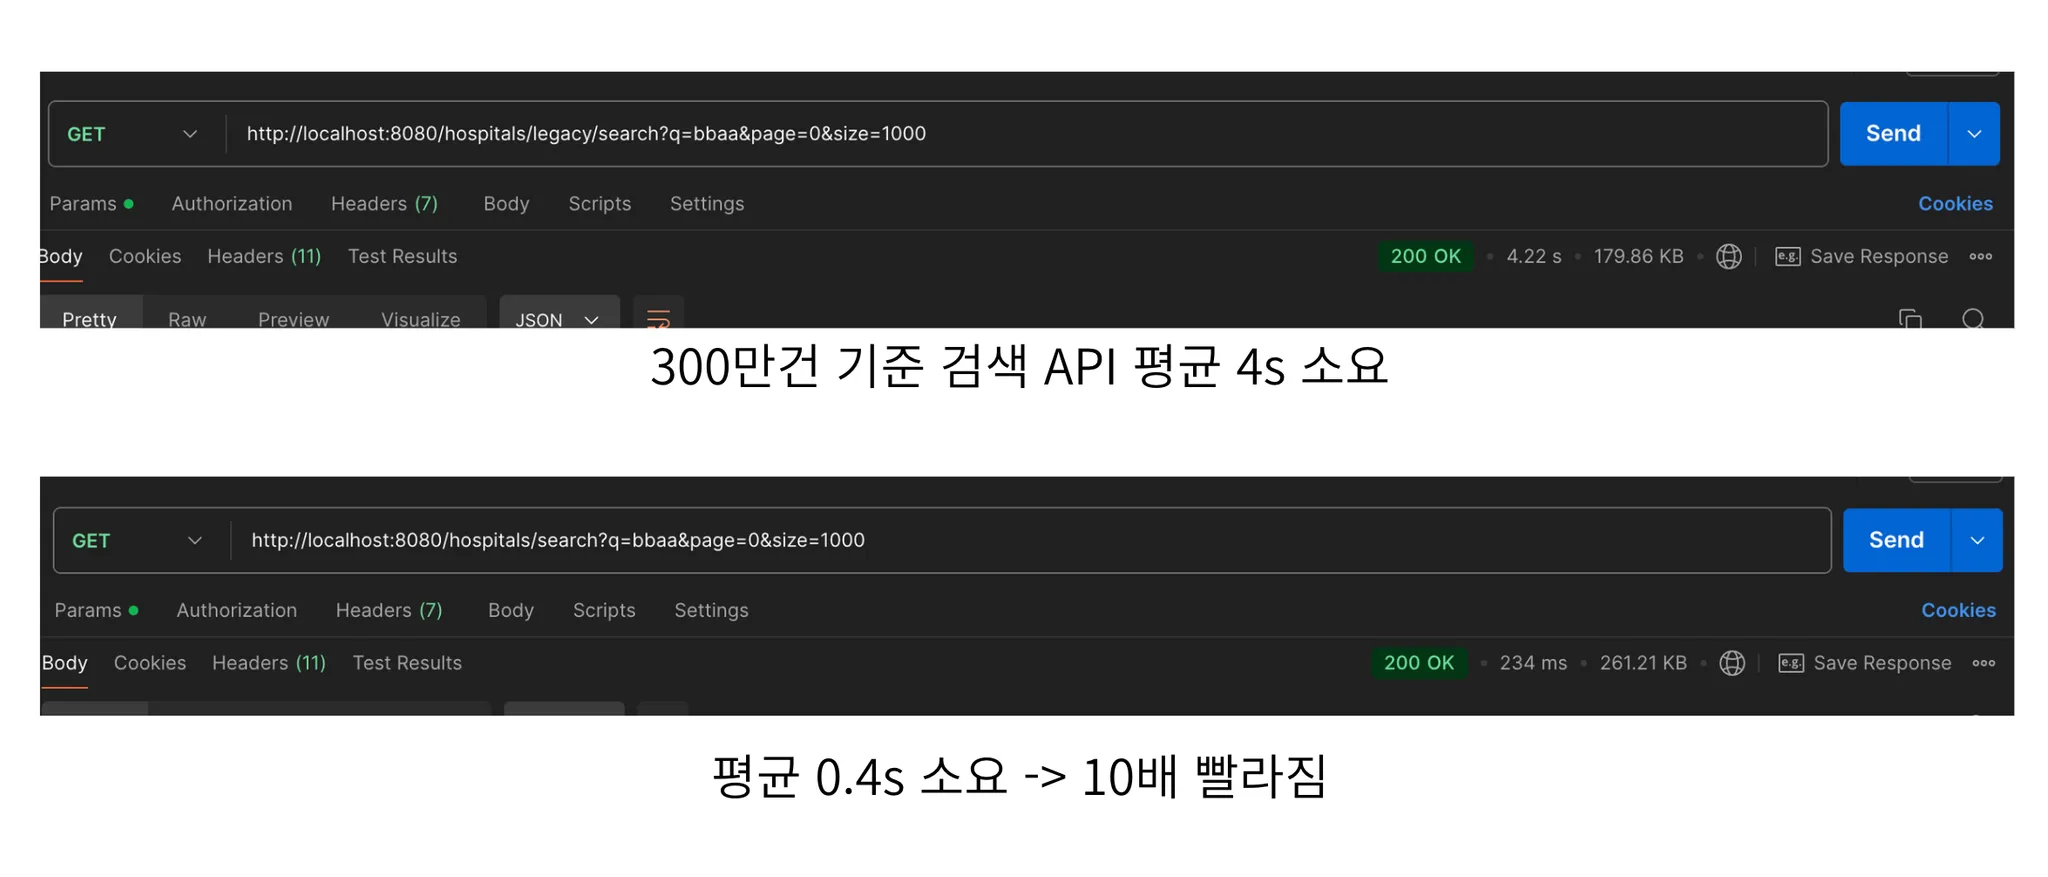 GET http://localhost:8080/hospitals/legacy/search?q=bbaa&page=0&size=1000 Send
Params Authorization Headers (7) Body Scripts Settings Cookies
Body Cookies Headers (11) Test Results 200 OK • 4.22 s • 179.86 KB • e.g. Save Response
Pretty Raw Preview Visualize JSON
300만건 기준 검색 API 평균 4s 소요
GET http://localhost:8080/hospitals/search?q=bbaa&page=0&size=1000 Send
Params Authorization Headers (7) Body Scripts Settings Cookies
Body Cookies Headers (11) Test Results 200 OK • 234 ms • 261.21 KB • e.g. Save Response
평균 0.4s 소요 -> 10배 빨라짐